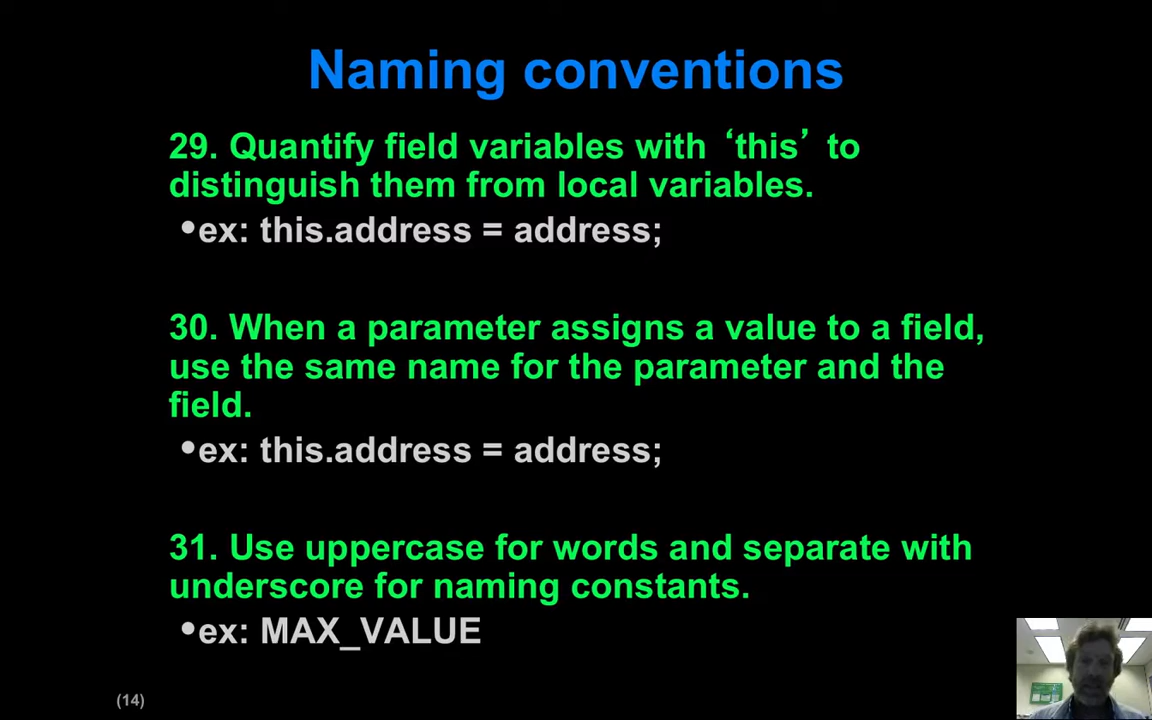 Naming conventions
29. Quantify field variables with ‘this’ to
distinguish them from local variables.
•ex: this.address = address;
30. When a parameter assigns a value to a field,
use the same name for the parameter and the
field.
•ex: this.address = address;
31. Use uppercase for words and separate with
underscore for naming constants.
•ex: MAX_VALUE
(14)